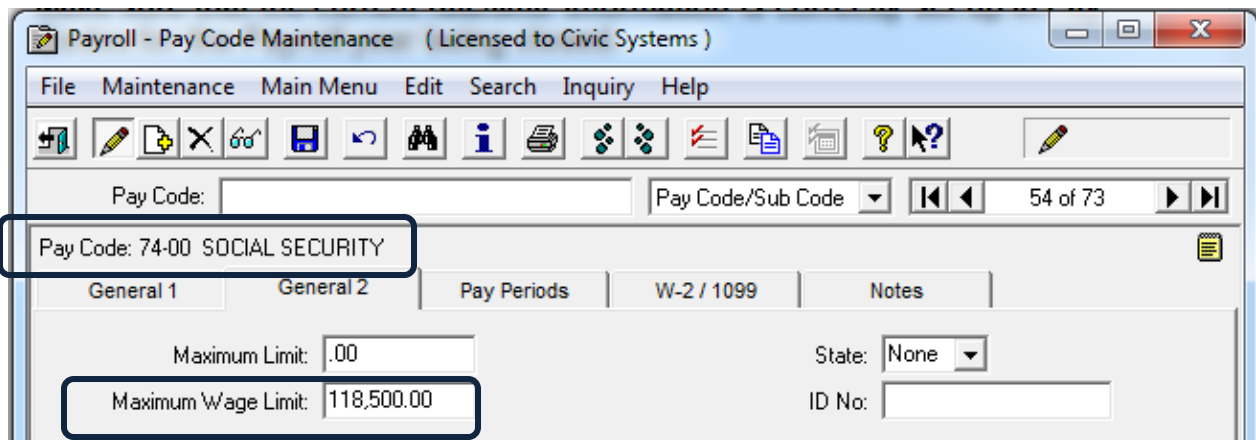 Payroll - Pay Code Maintenance ( Licensed to Civic Systems )
File Maintenance Main Menu Edit Search Inquiry Help
Pay Code: Pay Code/Sub Code 54 of 73
Pay Code: 74-00 SOCIAL SECURITY
General 1 General 2 Pay Periods W-2 / 1099 Notes
Maximum Limit: .00 State: None
Maximum Wage Limit: 118,500.00 ID No: